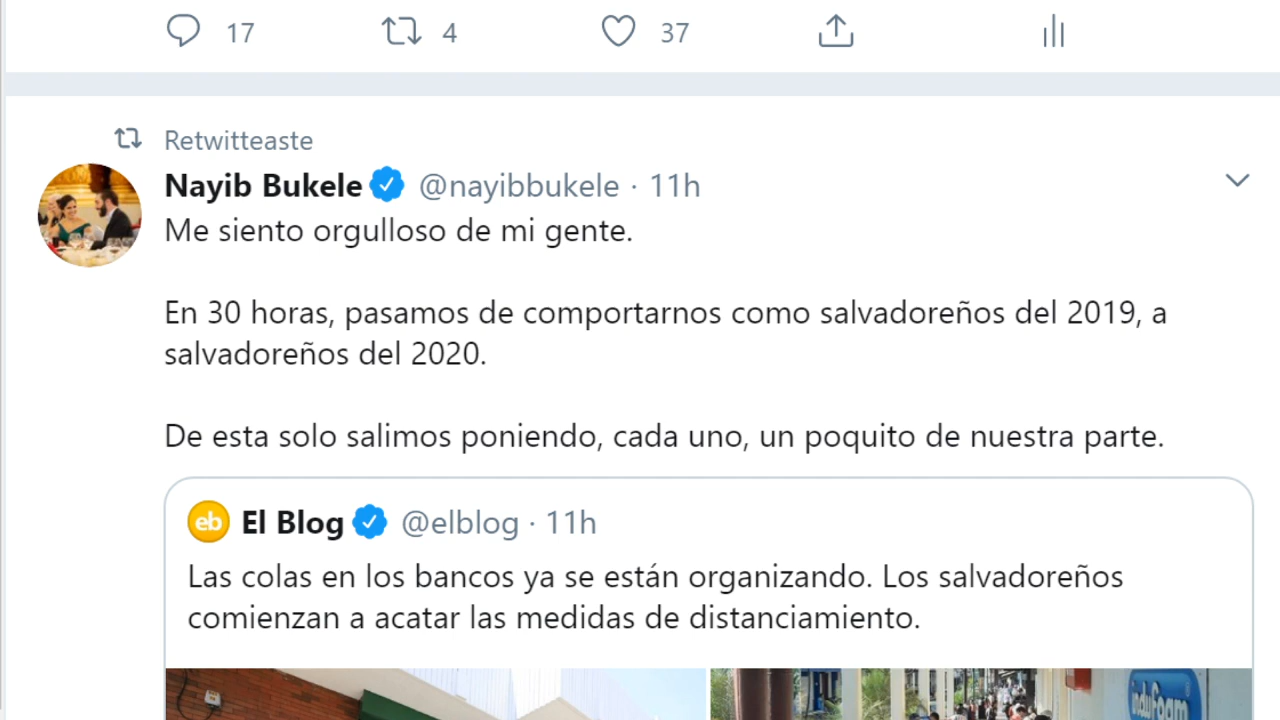 17 4 37
Retwitteaste
Nayib Bukele @nayibbukele · 11h
Me siento orgulloso de mi gente.
En 30 horas, pasamos de comportarnos como salvadoreños del 2019, a
salvadoreños del 2020.
De esta solo salimos poniendo, cada uno, un poquito de nuestra parte.
eb El Blog @elblog · 11h
Las colas en los bancos ya se están organizando. Los salvadoreños
comienzan a acatar las medidas de distanciamiento.
indufoam